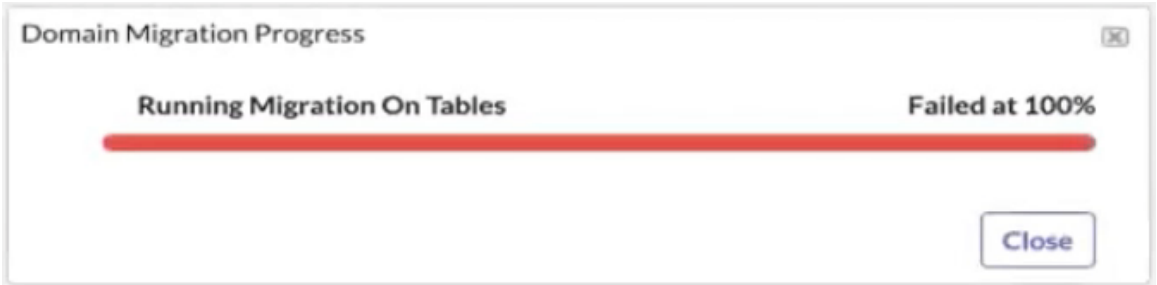 Domain Migration Progress
Running Migration On Tables Failed at 100%
Close